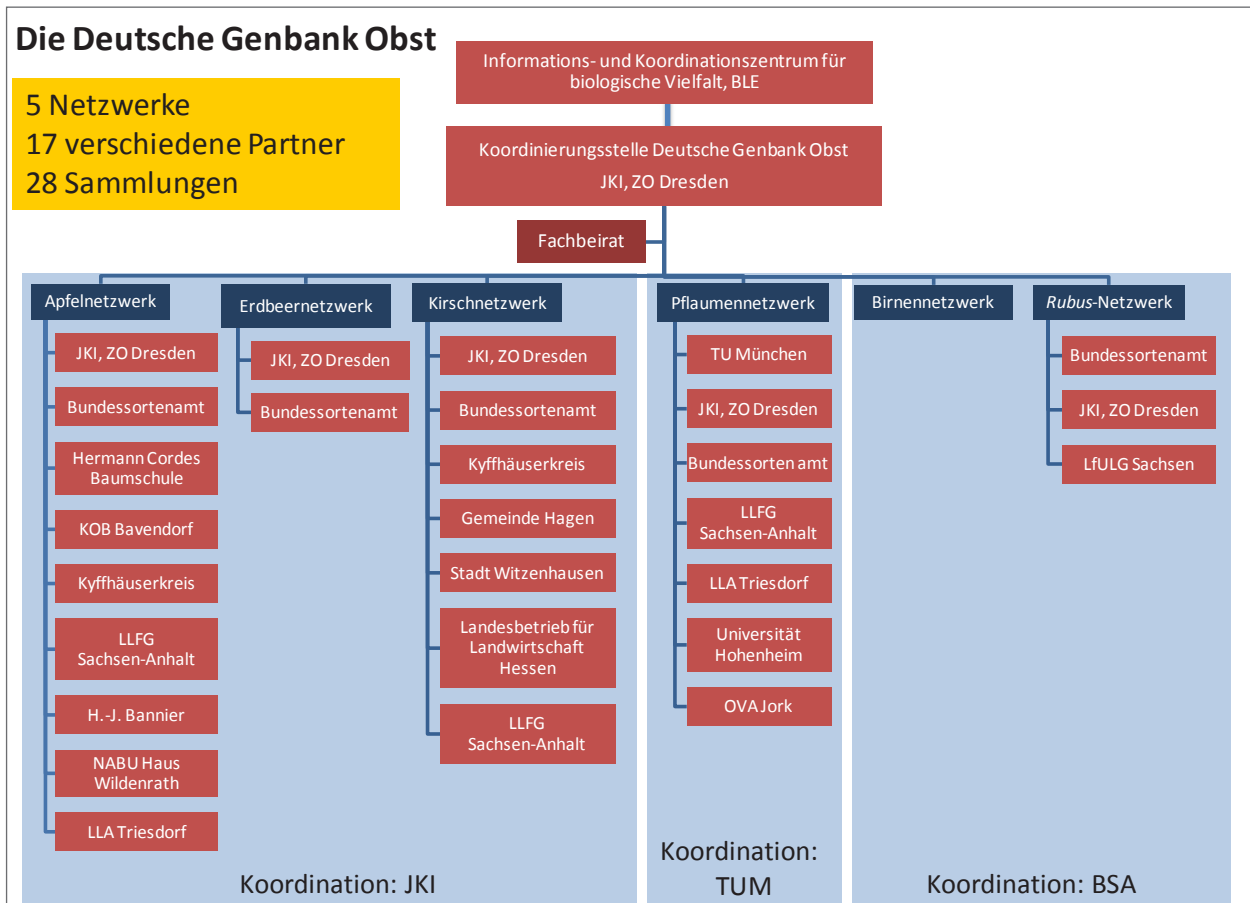 Die Deutsche Genbank Obst
5 Netzwerke
17 verschiedene Partner
28 Sammlungen
Informations- und Koordinationszentrum für
biologische Vielfalt, BLE
Koordinierungsstelle Deutsche Genbank Obst
JKI, ZO Dresden
Fachbeirat
Apfelnetzwerk
JKI, ZO Dresden
Bundessortenamt
Hermann Cordes
Baumschule
KOB Bavendorf
Kyffhäuserkreis
LLFG
Sachsen-Anhalt
H.-J. Bannier
NABU Haus
Wildenrath
LLA Triesdorf
Erdbeernetzwerk
JKI, ZO Dresden
Bundessortenamt
Kirschnetzwerk
JKI, ZO Dresden
Bundessortenamt
Kyffhäuserkreis
Gemeinde Hagen
Stadt Witzenhausen
Landesbetrieb für
Landwirtschaft
Hessen
LLFG
Sachsen-Anhalt
Koordination: JKI
Pflaumennetzwerk
TU München
JKI, ZO Dresden
Bundessorten amt
LLFG
Sachsen-Anhalt
LLA Triesdorf
Universität
Hohenheim
OVA Jork
Koordination:
TUM
Birnennetzwerk
Rubus-Netzwerk
Bundessortenamt
JKI, ZO Dresden
LfULG Sachsen
Koordination: BSA